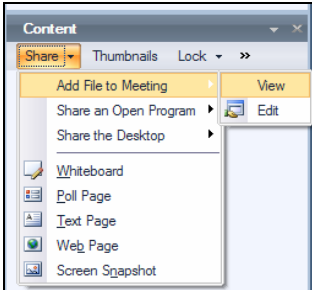 Content
Share Thumbnails Lock »
Add File to Meeting View
Share an Open Program Edit
Share the Desktop
Whiteboard
Poll Page
Text Page
Web Page
Screen Snapshot